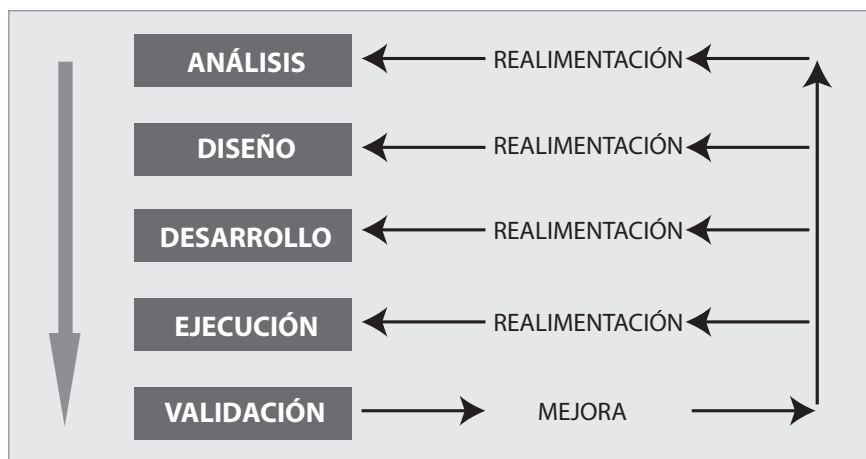 ANÁLISIS REALIMENTACIÓN
DISEÑO REALIMENTACIÓN
DESARROLLO REALIMENTACIÓN
EJECUCIÓN REALIMENTACIÓN
VALIDACIÓN MEJORA